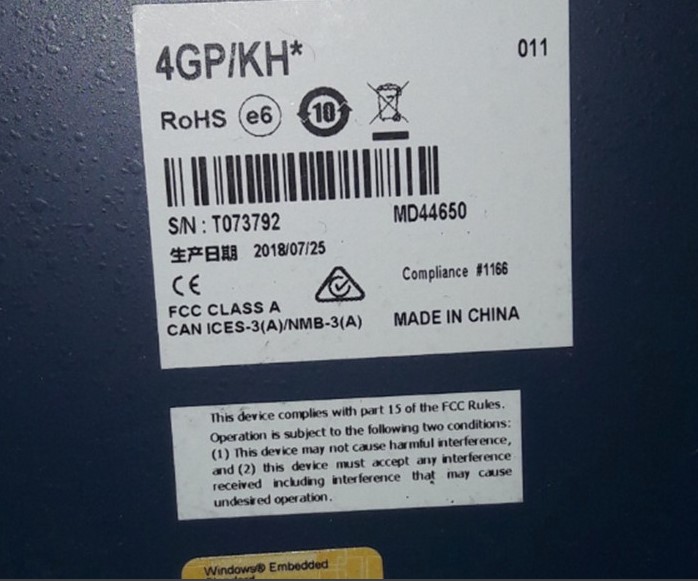 4GP/KH*
011
RoHS e6 10
S/N : T073792 MD44650
生产日期 2018/07/25
CE Compliance #1166
FCC CLASS A
CAN ICES-3(A)/NMB-3(A) MADE IN CHINA
This device complies with part 15 of the FCC Rules.
Operation is subject to the following two conditions:
(1) This device may not cause harmful interference,
and (2) this device must accept any interference
received including interference that may cause
undesired operation.
Windows® Embedded